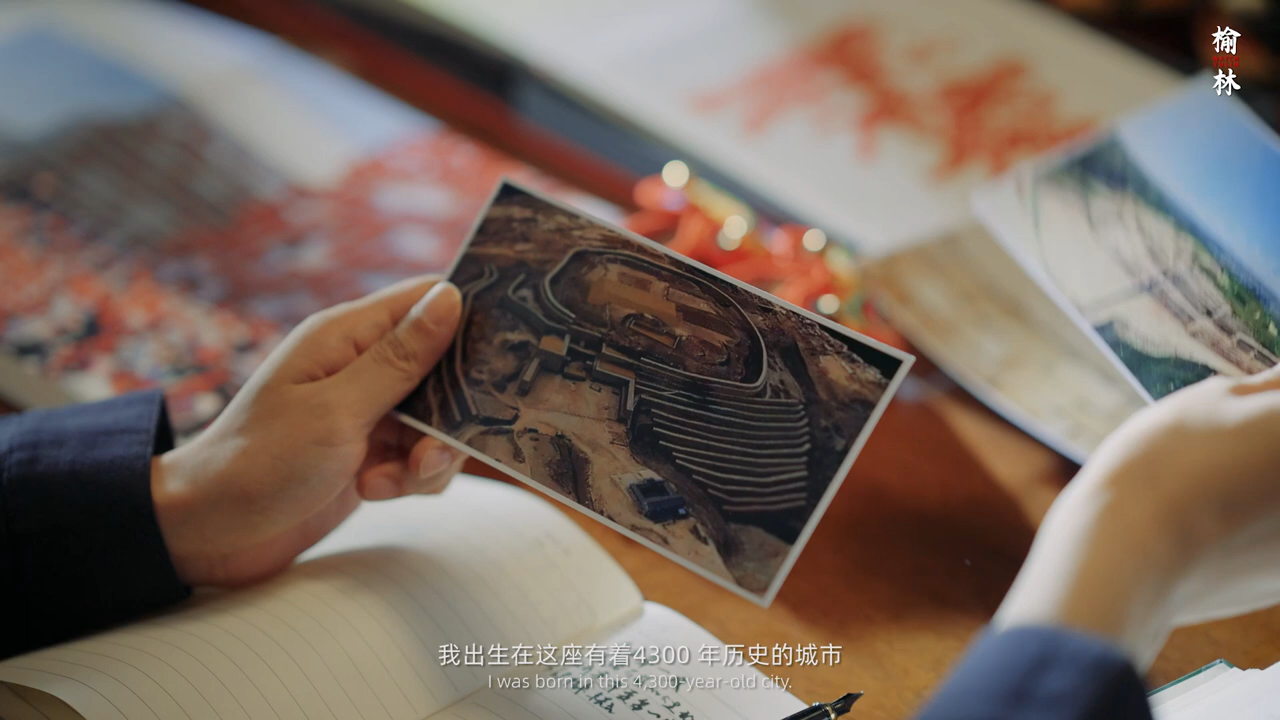 榆林
我出生在这座有着4300 年历史的城市
I was born in this 4,300-year-old city.